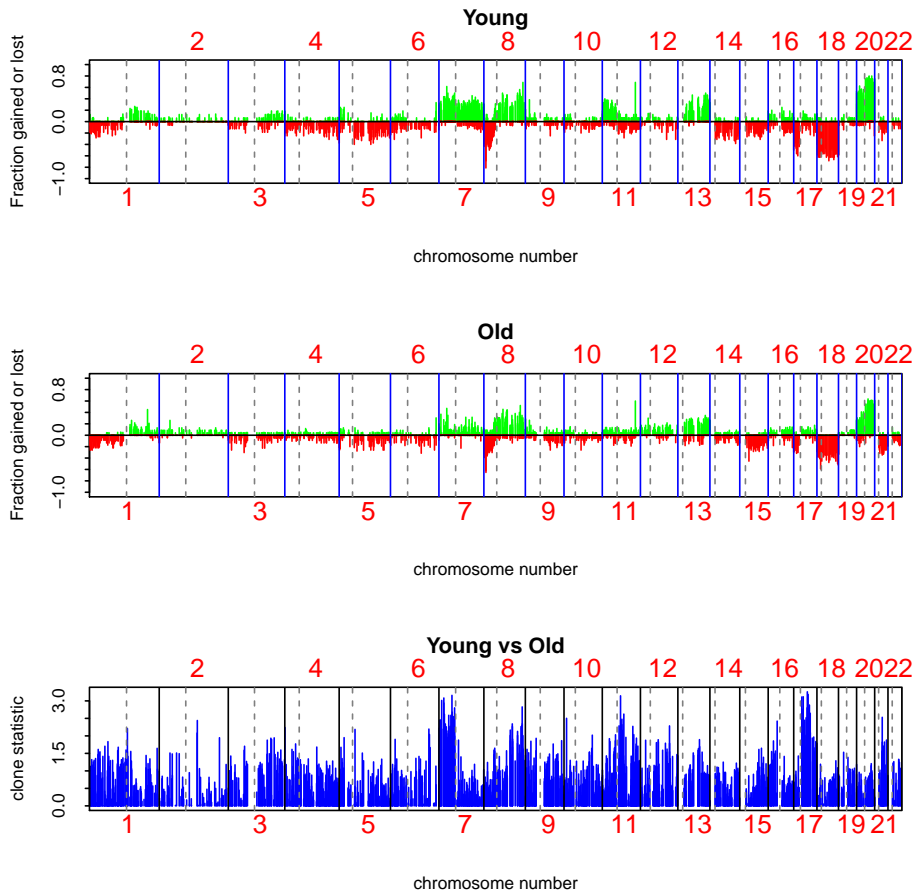 Young
2 4 6 8 10 12 14 16 18 20 22
Fraction gained or lost
0.8
0.0
−1.0
1 3 5 7 9 11 13 15 17 19 21
chromosome number
Old
2 4 6 8 10 12 14 16 18 20 22
Fraction gained or lost
0.8
0.0
−1.0
1 3 5 7 9 11 13 15 17 19 21
chromosome number
Young vs Old
2 4 6 8 10 12 14 16 18 20 22
clone statistic
3.0
1.5
0.0
1 3 5 7 9 11 13 15 17 19 21
chromosome number